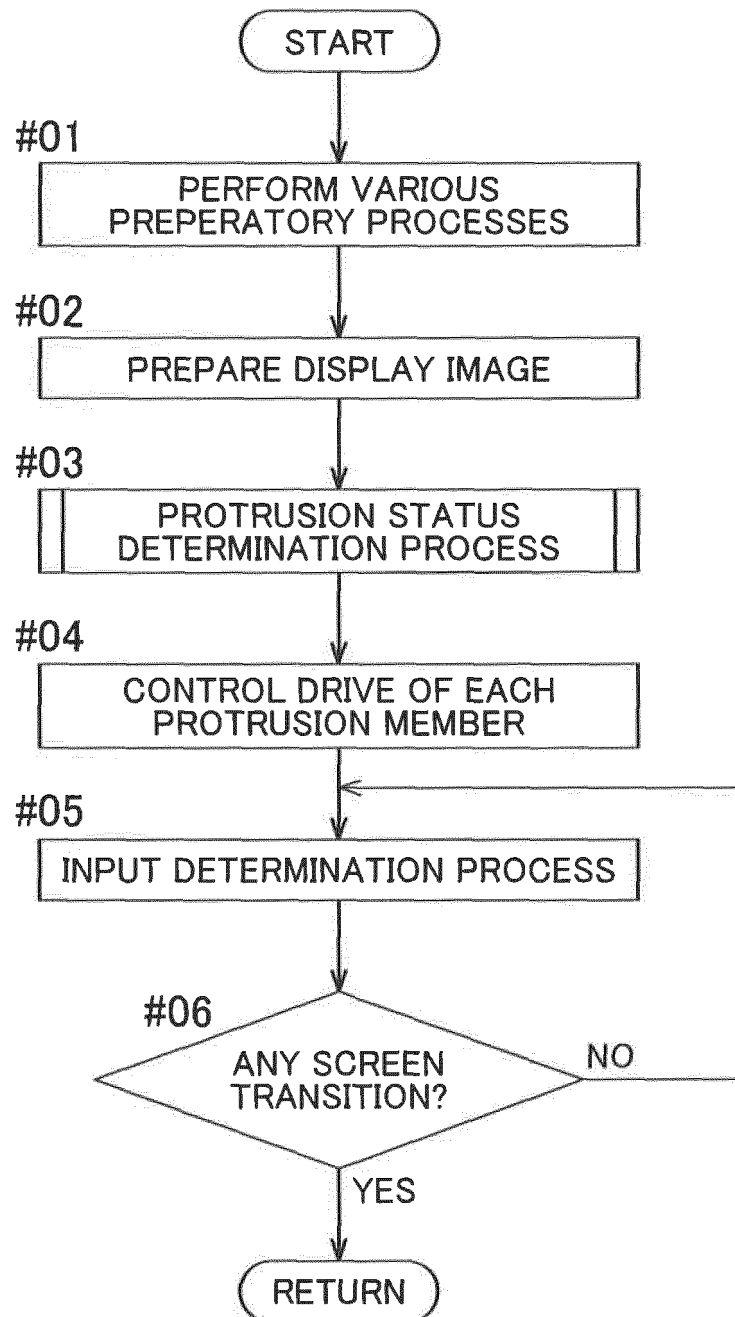 START
#01
PERFORM VARIOUS
PREPERATORY PROCESSES
#02
PREPARE DISPLAY IMAGE
#03
PROTRUSION STATUS
DETERMINATION PROCESS
#04
CONTROL DRIVE OF EACH
PROTRUSION MEMBER
#05
INPUT DETERMINATION PROCESS
#06
ANY SCREEN
TRANSITION?
NO
YES
RETURN